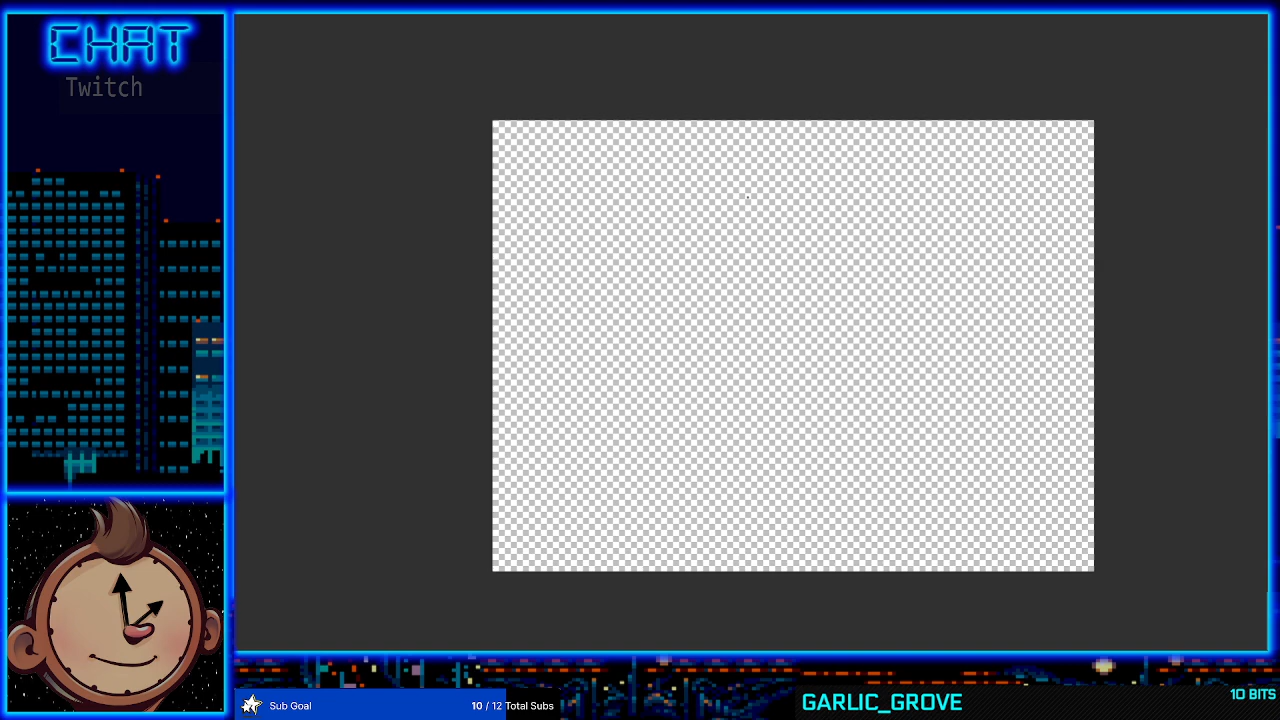 CHAT
Twitch
Sub Goal 10 / 12 Total Subs
GARLIC_GROVE
10 BITS